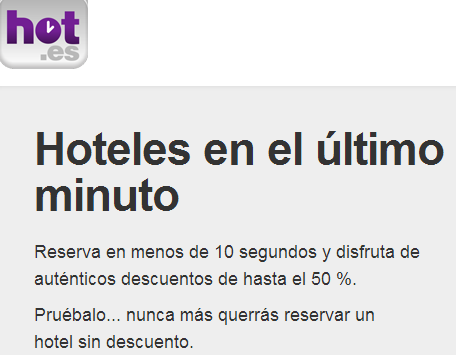 hot
.es
Hoteles en el último
minuto
Reserva en menos de 10 segundos y disfruta de
auténticos descuentos de hasta el 50 %.
Pruébalo... nunca más querrás reservar un
hotel sin descuento.